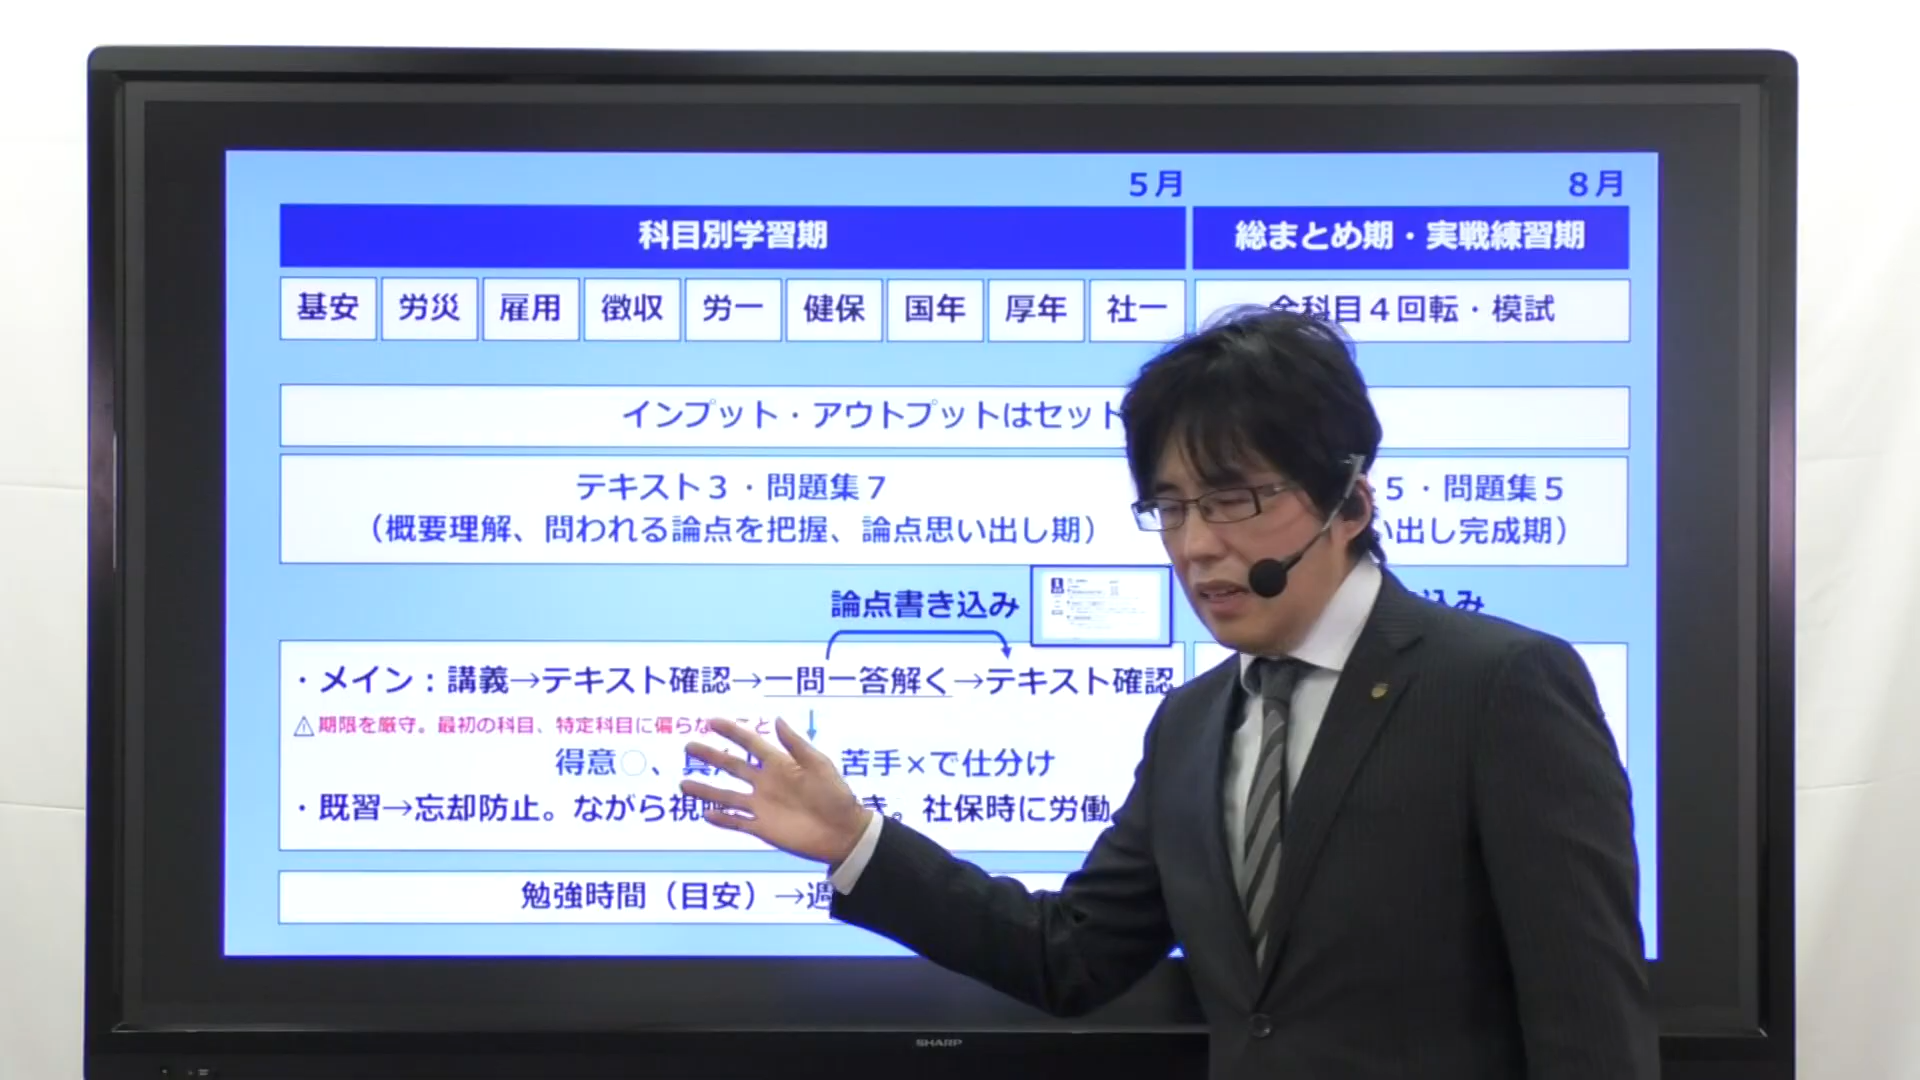 5月
8月
科目別学習期
総まとめ期・実戦練習期
基安 労災 雇用 徴収 労一 健保 国年 厚年 社一
全科目4回転・模試
インプット・アウトプットはセット
テキスト3・問題集7
(概要理解、問われる論点を把握、論点思い出し期)
5・問題集5
い出し完成期)
論点書き込み
込み
・メイン:講義→テキスト確認→一問一答解く→テキスト確認
⚠期限を厳守。最初の科目、特定科目に偏らな こと
得意○、 苦手×で仕分け
・既習→忘却防止。ながら視聴 き。社保時に労働
勉強時間(目安)→週
SHARP